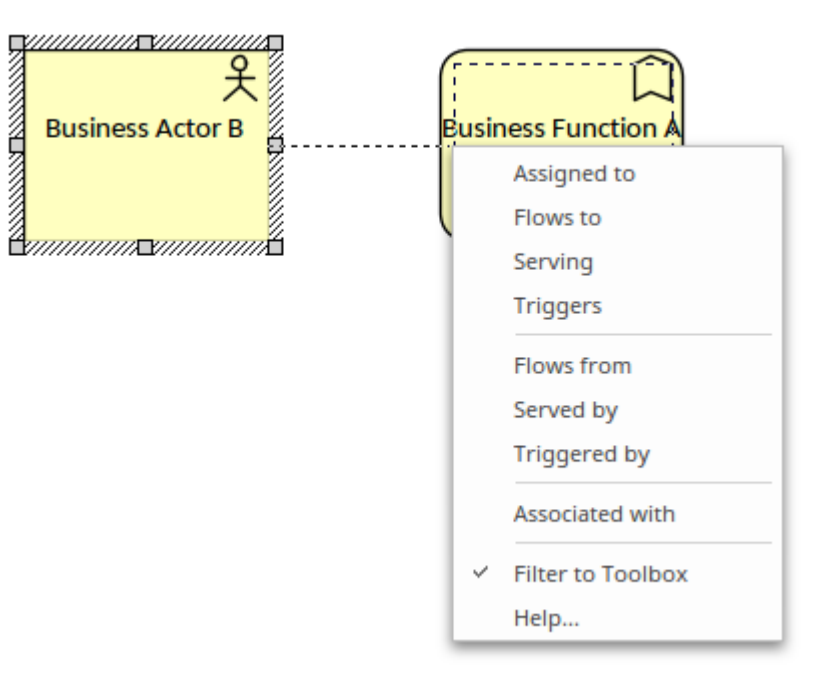 Business Actor B
Business Function A
Assigned to
Flows to
Serving
Triggers
Flows from
Served by
Triggered by
Associated with
Filter to Toolbox
Help...